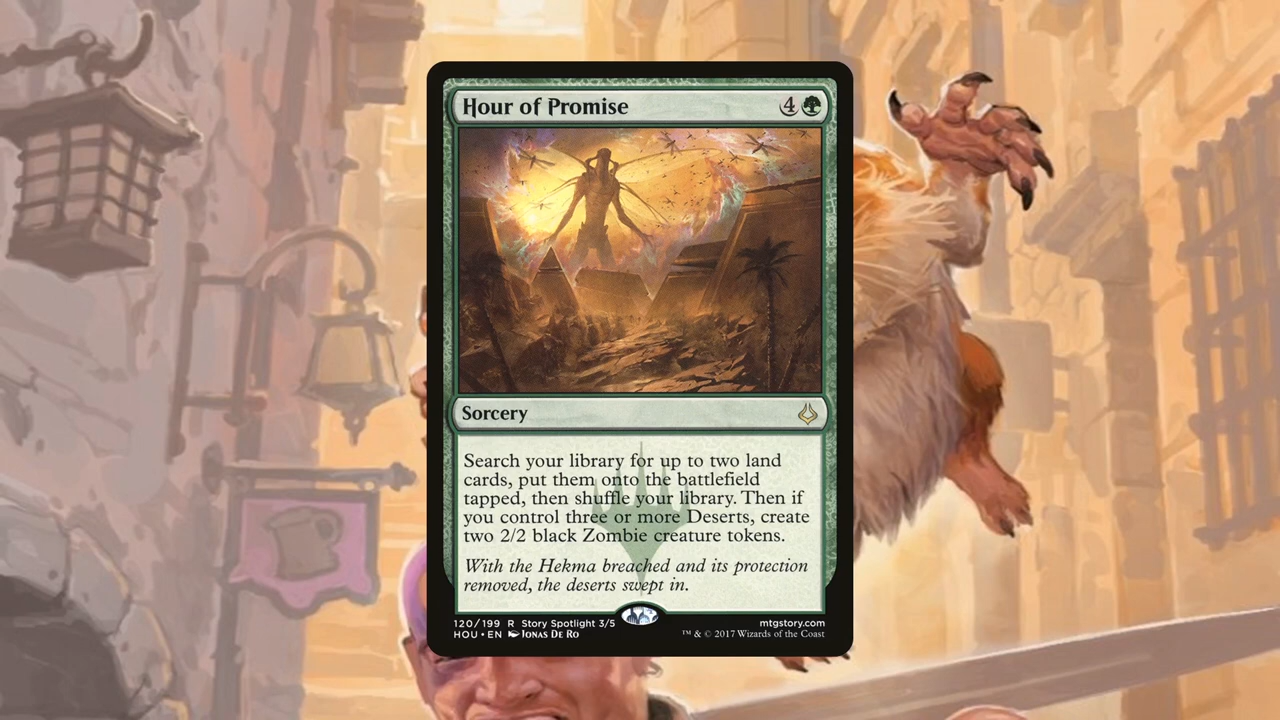 Hour of Promise 4
Sorcery
Search your library for up to two land
cards, put them onto the battlefield
tapped, then shuffle your library. Then if
you control three or more Deserts, create
two 2/2 black Zombie creature tokens.
With the Hekma breached and its protection
removed, the deserts swept in.
120/199 R Story Spotlight 3/5 mtgstory.com
HOU • EN Jonas De Ro ™ & © 2017 Wizards of the Coast